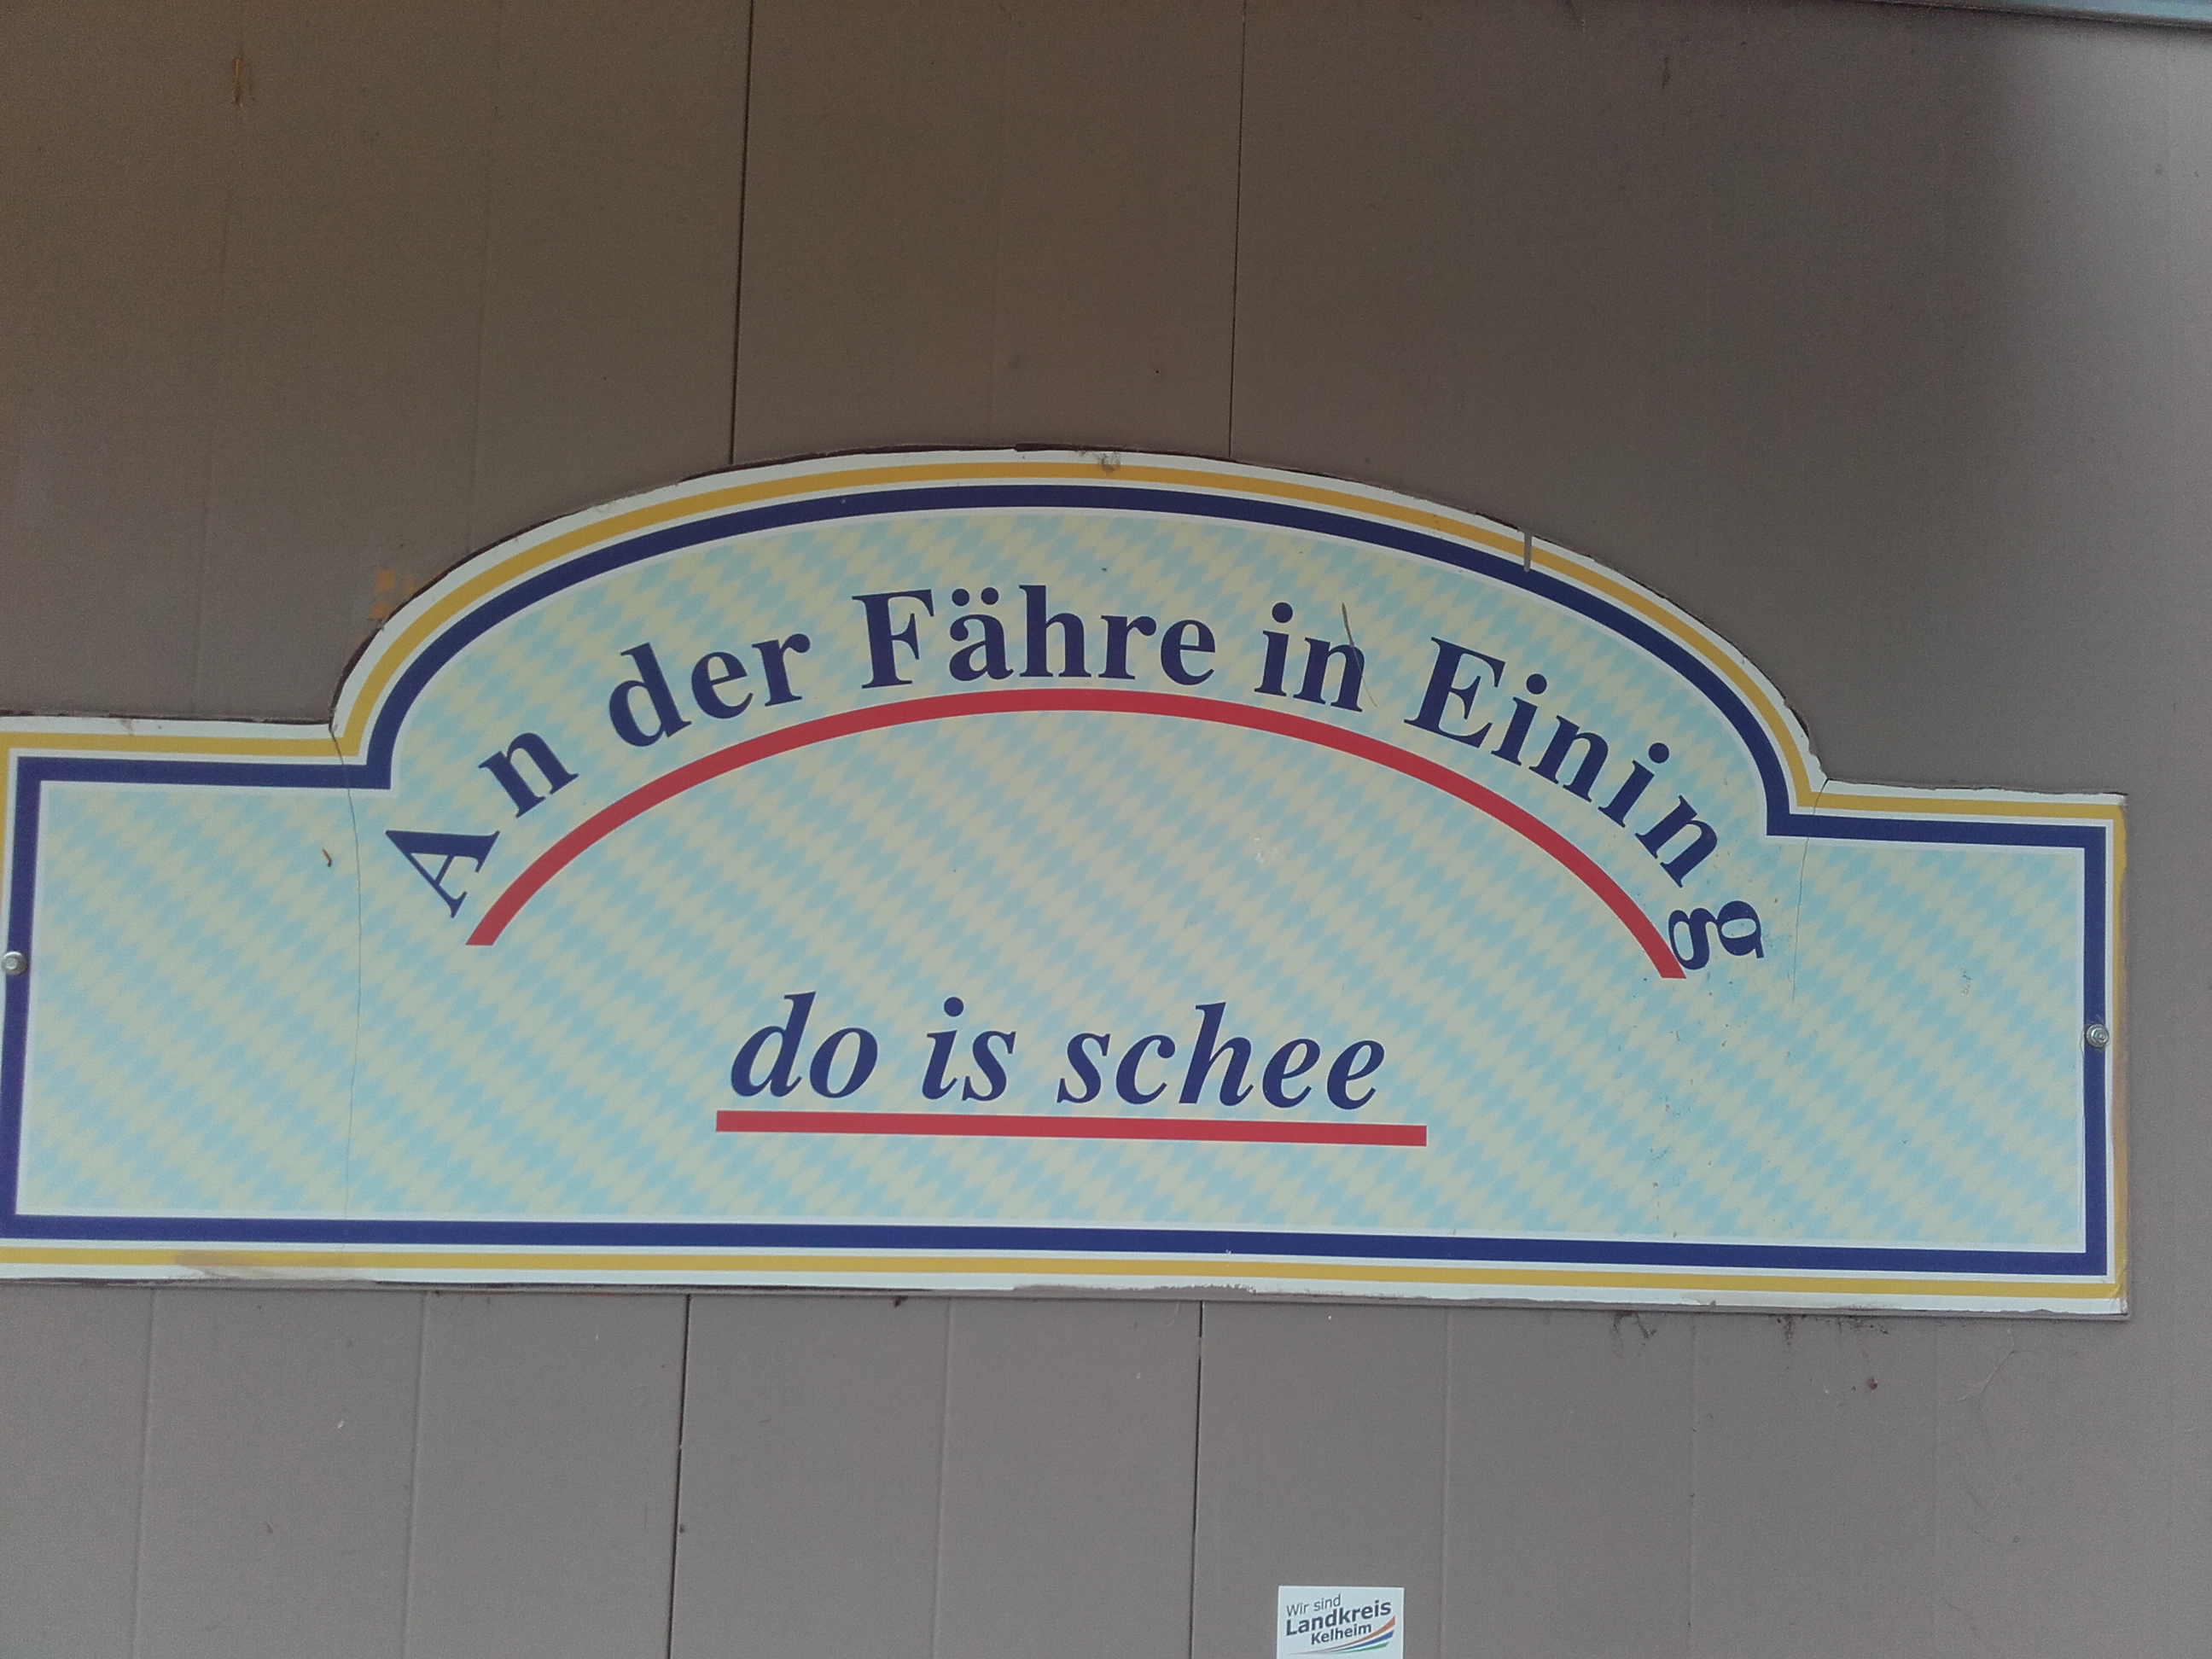 An der Fähre in Eining
do is schee
Wir sind
Landkreis
Kelheim